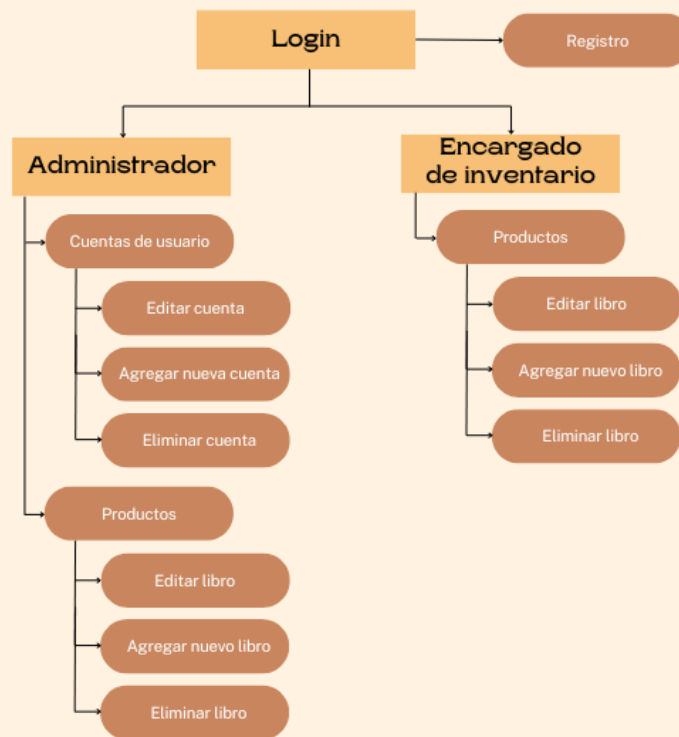 Login
Registro
Administrador
Encargado
de inventario
Cuentas de usuario
Editar cuenta
Agregar nueva cuenta
Eliminar cuenta
Productos
Editar libro
Agregar nuevo libro
Eliminar libro
Productos
Editar libro
Agregar nuevo libro
Eliminar libro